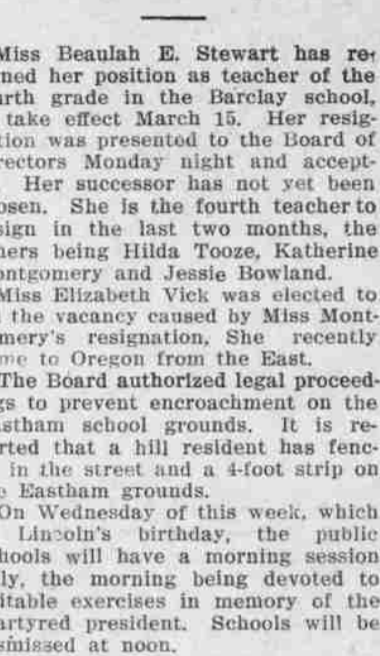 Miss Beaulah E. Stewart has re-
ned her position as teacher of the
urth grade in the Barclay school,
take effect March 15. Her resig-
tion was presented to the Board of
rectors Monday night and accept-
Her successor has not yet been
osen. She is the fourth teacher to
sign in the last two months, the
hers being Hilda Tooze, Katherine
ontgomery and Jessie Bowland.
Miss Elizabeth Vick was elected to
the vacancy caused by Miss Mont-
mery's resignation, She recently
me to Oregon from the East.
The Board authorized legal proceed-
gs to prevent encroachment on the
astham school grounds. It is re-
rted that a hill resident has fenc-
in the street and a 4-foot strip on
e Eastham grounds.
On Wednesday of this week, which
Lincoln's birthday, the public
hools will have a morning session
ly, the morning being devoted to
itable exercises in memory of the
artyred president. Schools will be
smissed at noon.